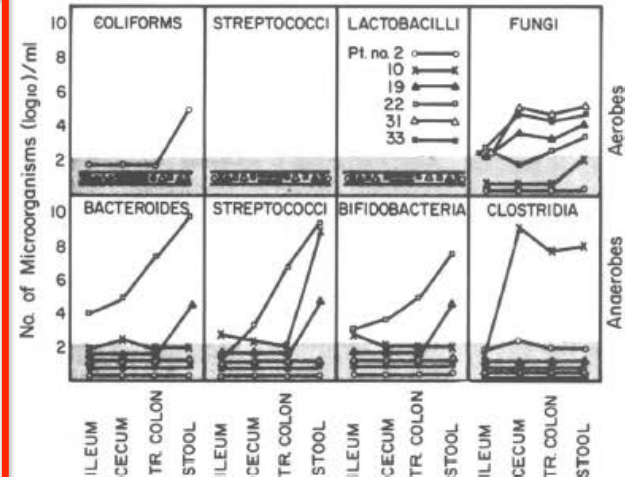 No. of Microorganisms (log10)/ml
10
8
6
4
2
COLIFORMS
STREPTOCOCCI
LACTOBACILLI
Pt. no. 2
10
19
22
31
33
FUNGI
Aerobes
10
8
6
4
2
BACTEROIDES
STREPTOCOCCI
BIFIDOBACTERIA
CLOSTRIDIA
Anaerobes
ILEUM
CECUM
TR. COLON
STOOL
ILEUM
CECUM
TR. COLON
STOOL
ILEUM
CECUM
TR. COLON
STOOL
ILEUM
CECUM
TR. COLON
STOOL